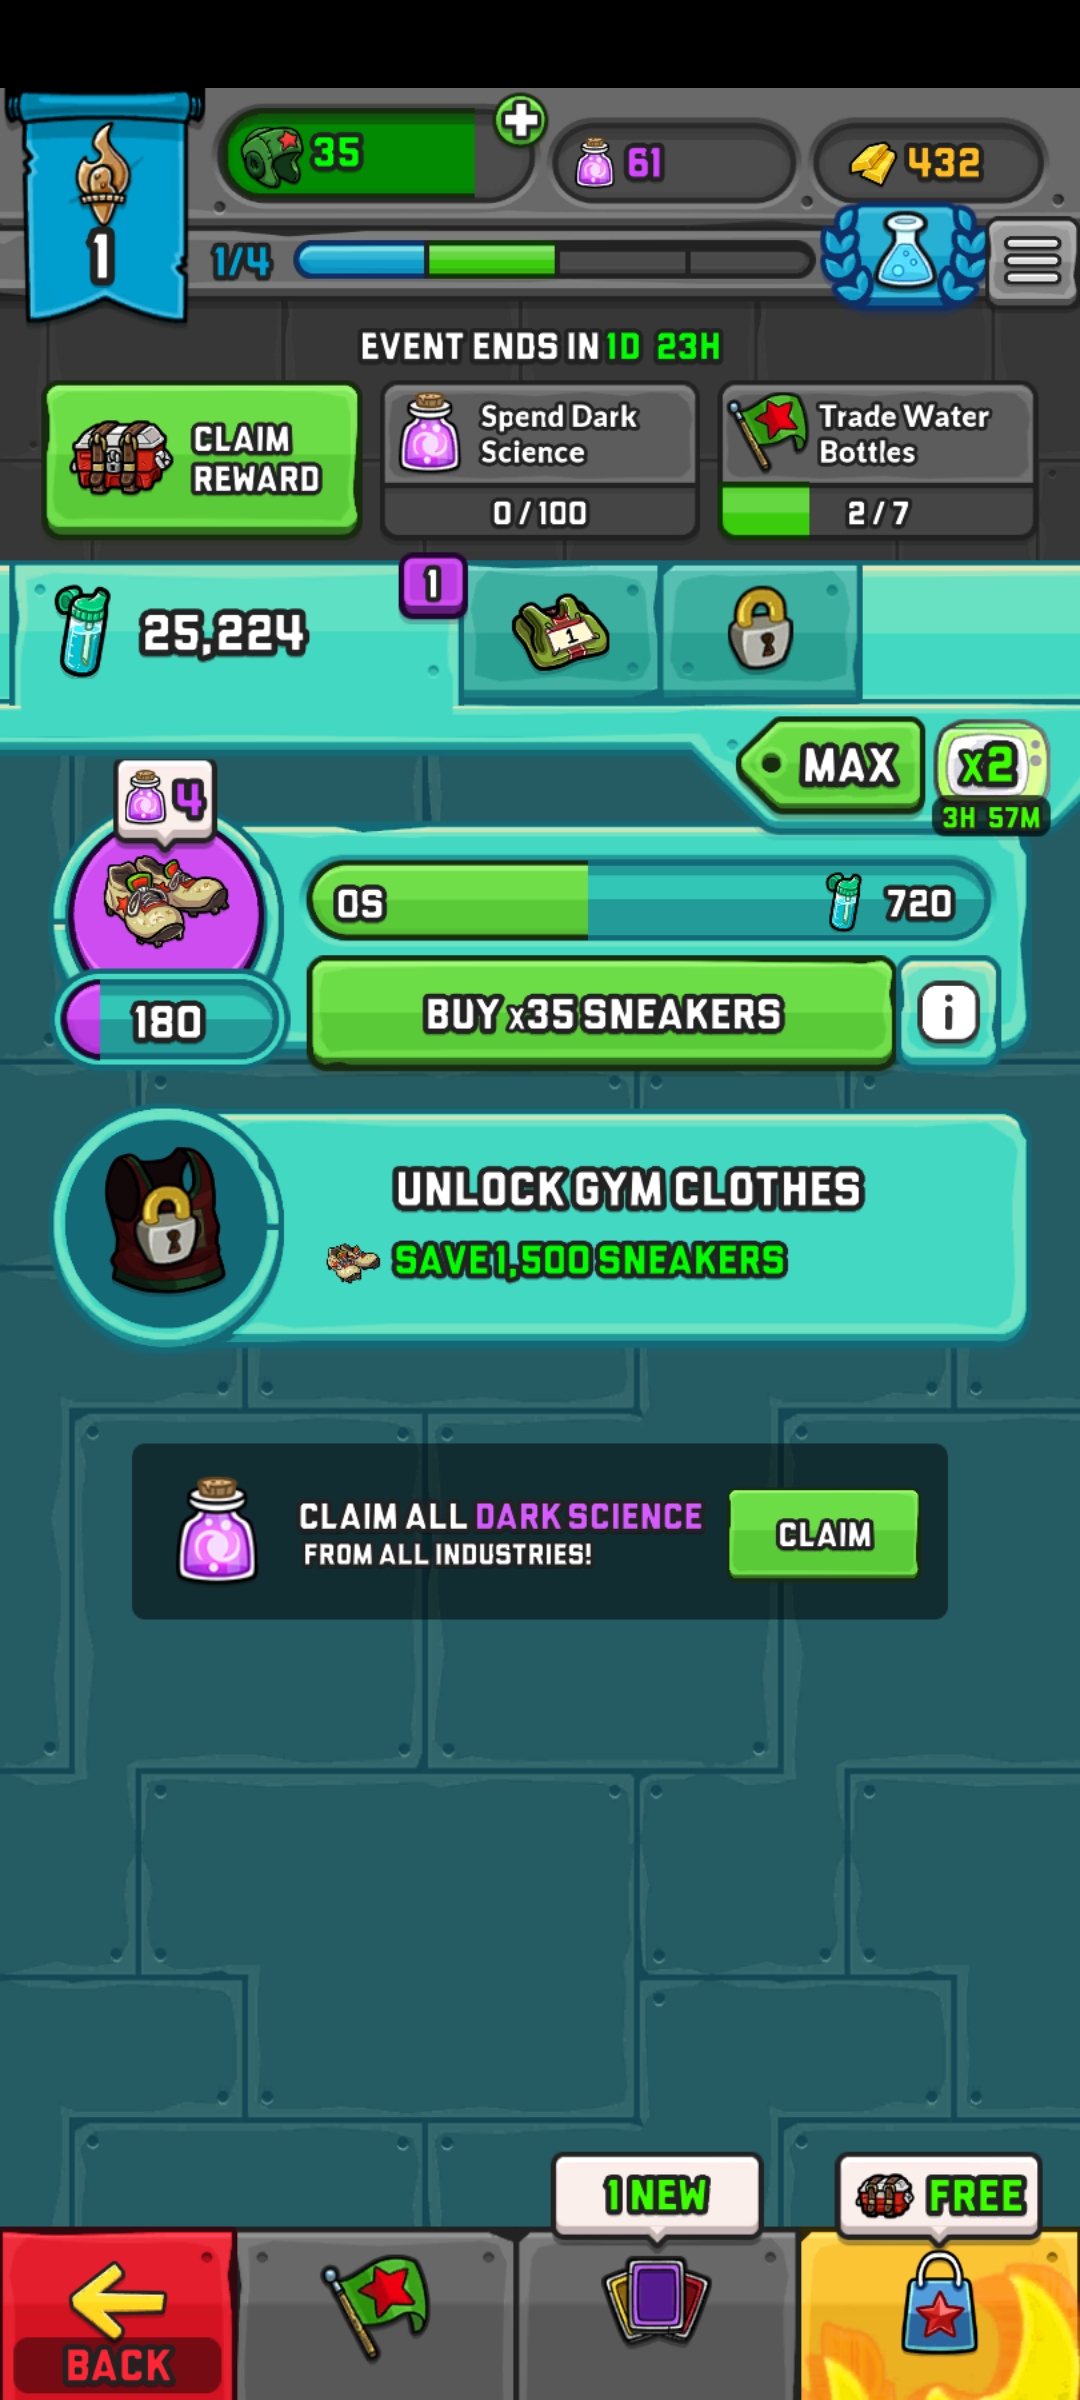 35
61
432
1
1/4
EVENT ENDS IN 1D 23H
CLAIM
REWARD
Spend Dark
Science
0 / 100
Trade Water
Bottles
2 / 7
25,224
1
1
MAX
x2
3H 57M
4
0S
720
180
BUY x35 SNEAKERS
i
UNLOCK GYM CLOTHES
SAVE 1,500 SNEAKERS
CLAIM ALL DARK SCIENCE
FROM ALL INDUSTRIES!
CLAIM
1 NEW
FREE
BACK